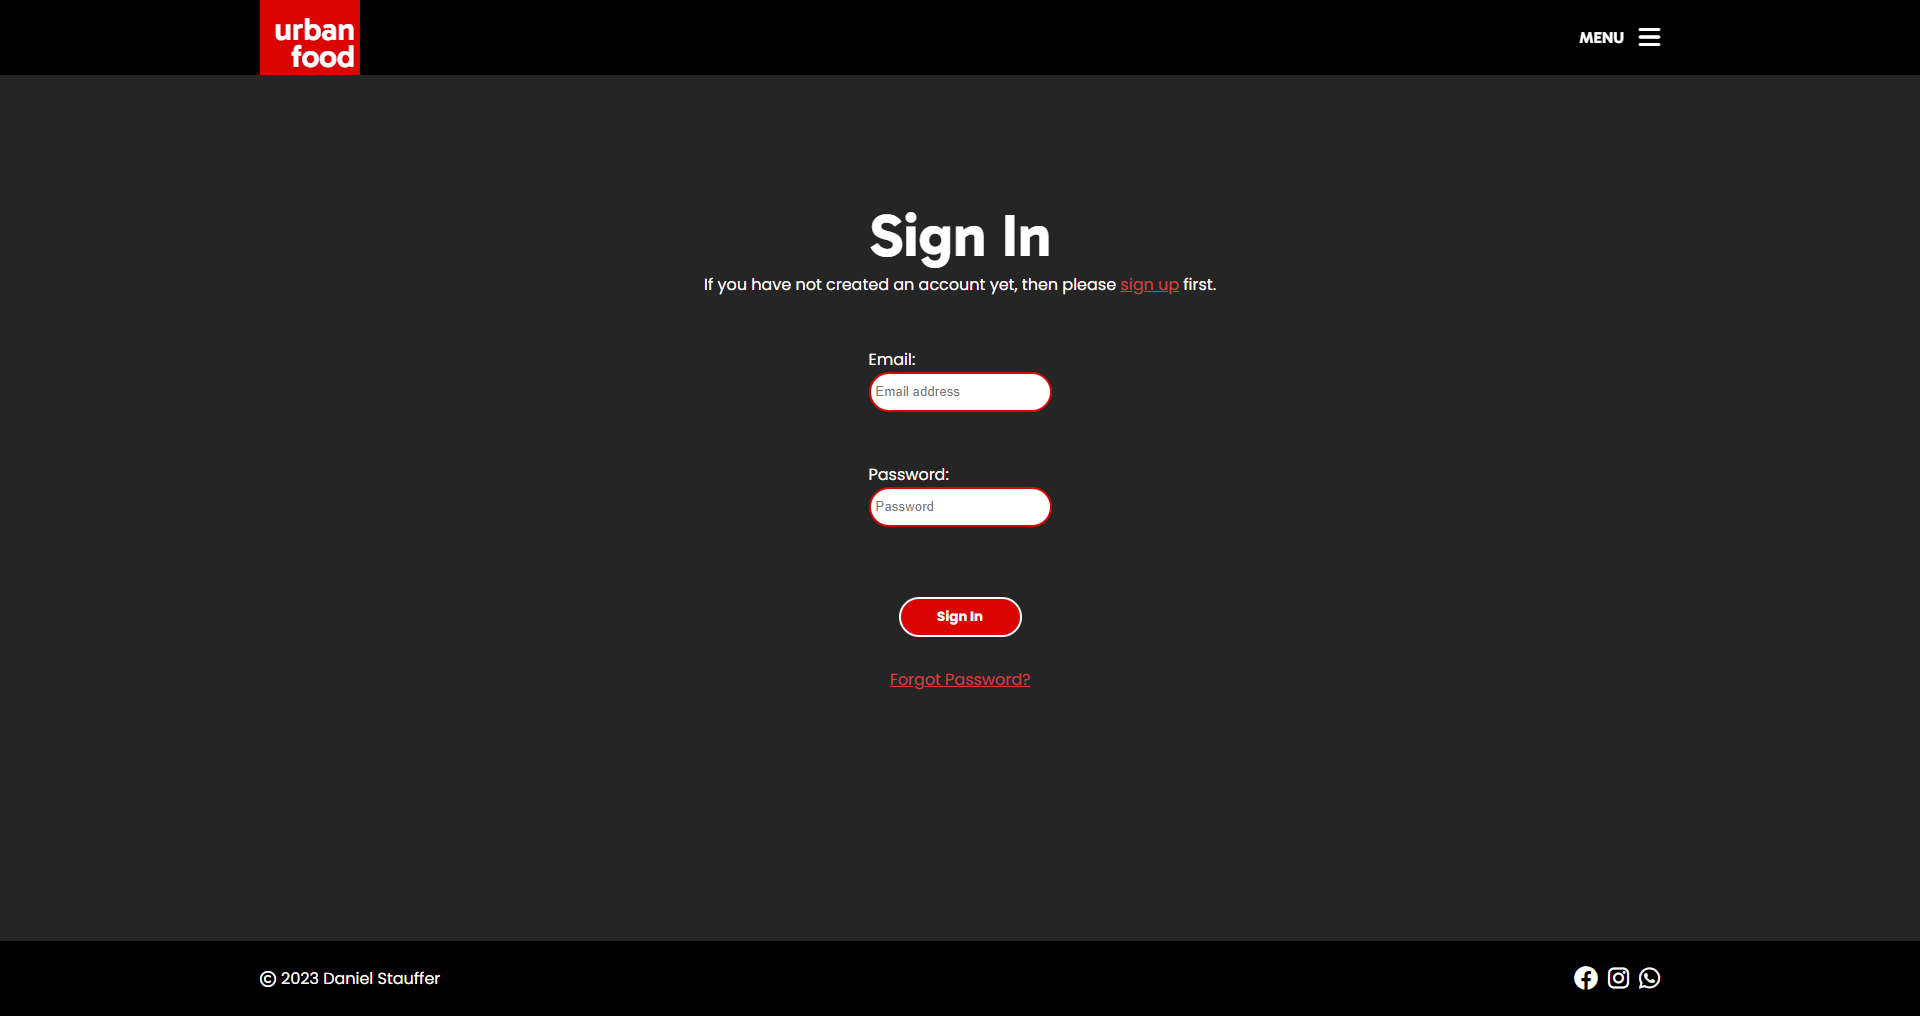 urban
food
MENU
Sign In
If you have not created an account yet, then please sign up first.
Email:
Email address
Password:
Password
Sign In
Forgot Password?
© 2023 Daniel Stauffer